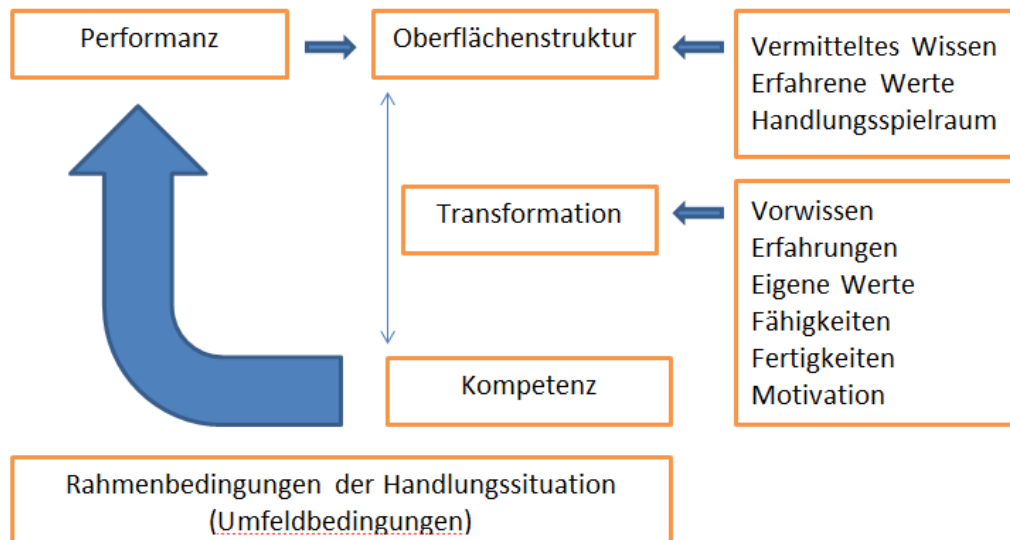 Performanz
Oberflächenstruktur
Vermitteltes Wissen
Erfahrene Werte
Handlungsspielraum
Transformation
Vorwissen
Erfahrungen
Eigene Werte
Fähigkeiten
Fertigkeiten
Motivation
Kompetenz
Rahmenbedingungen der Handlungssituation
(Umfeldbedingungen)